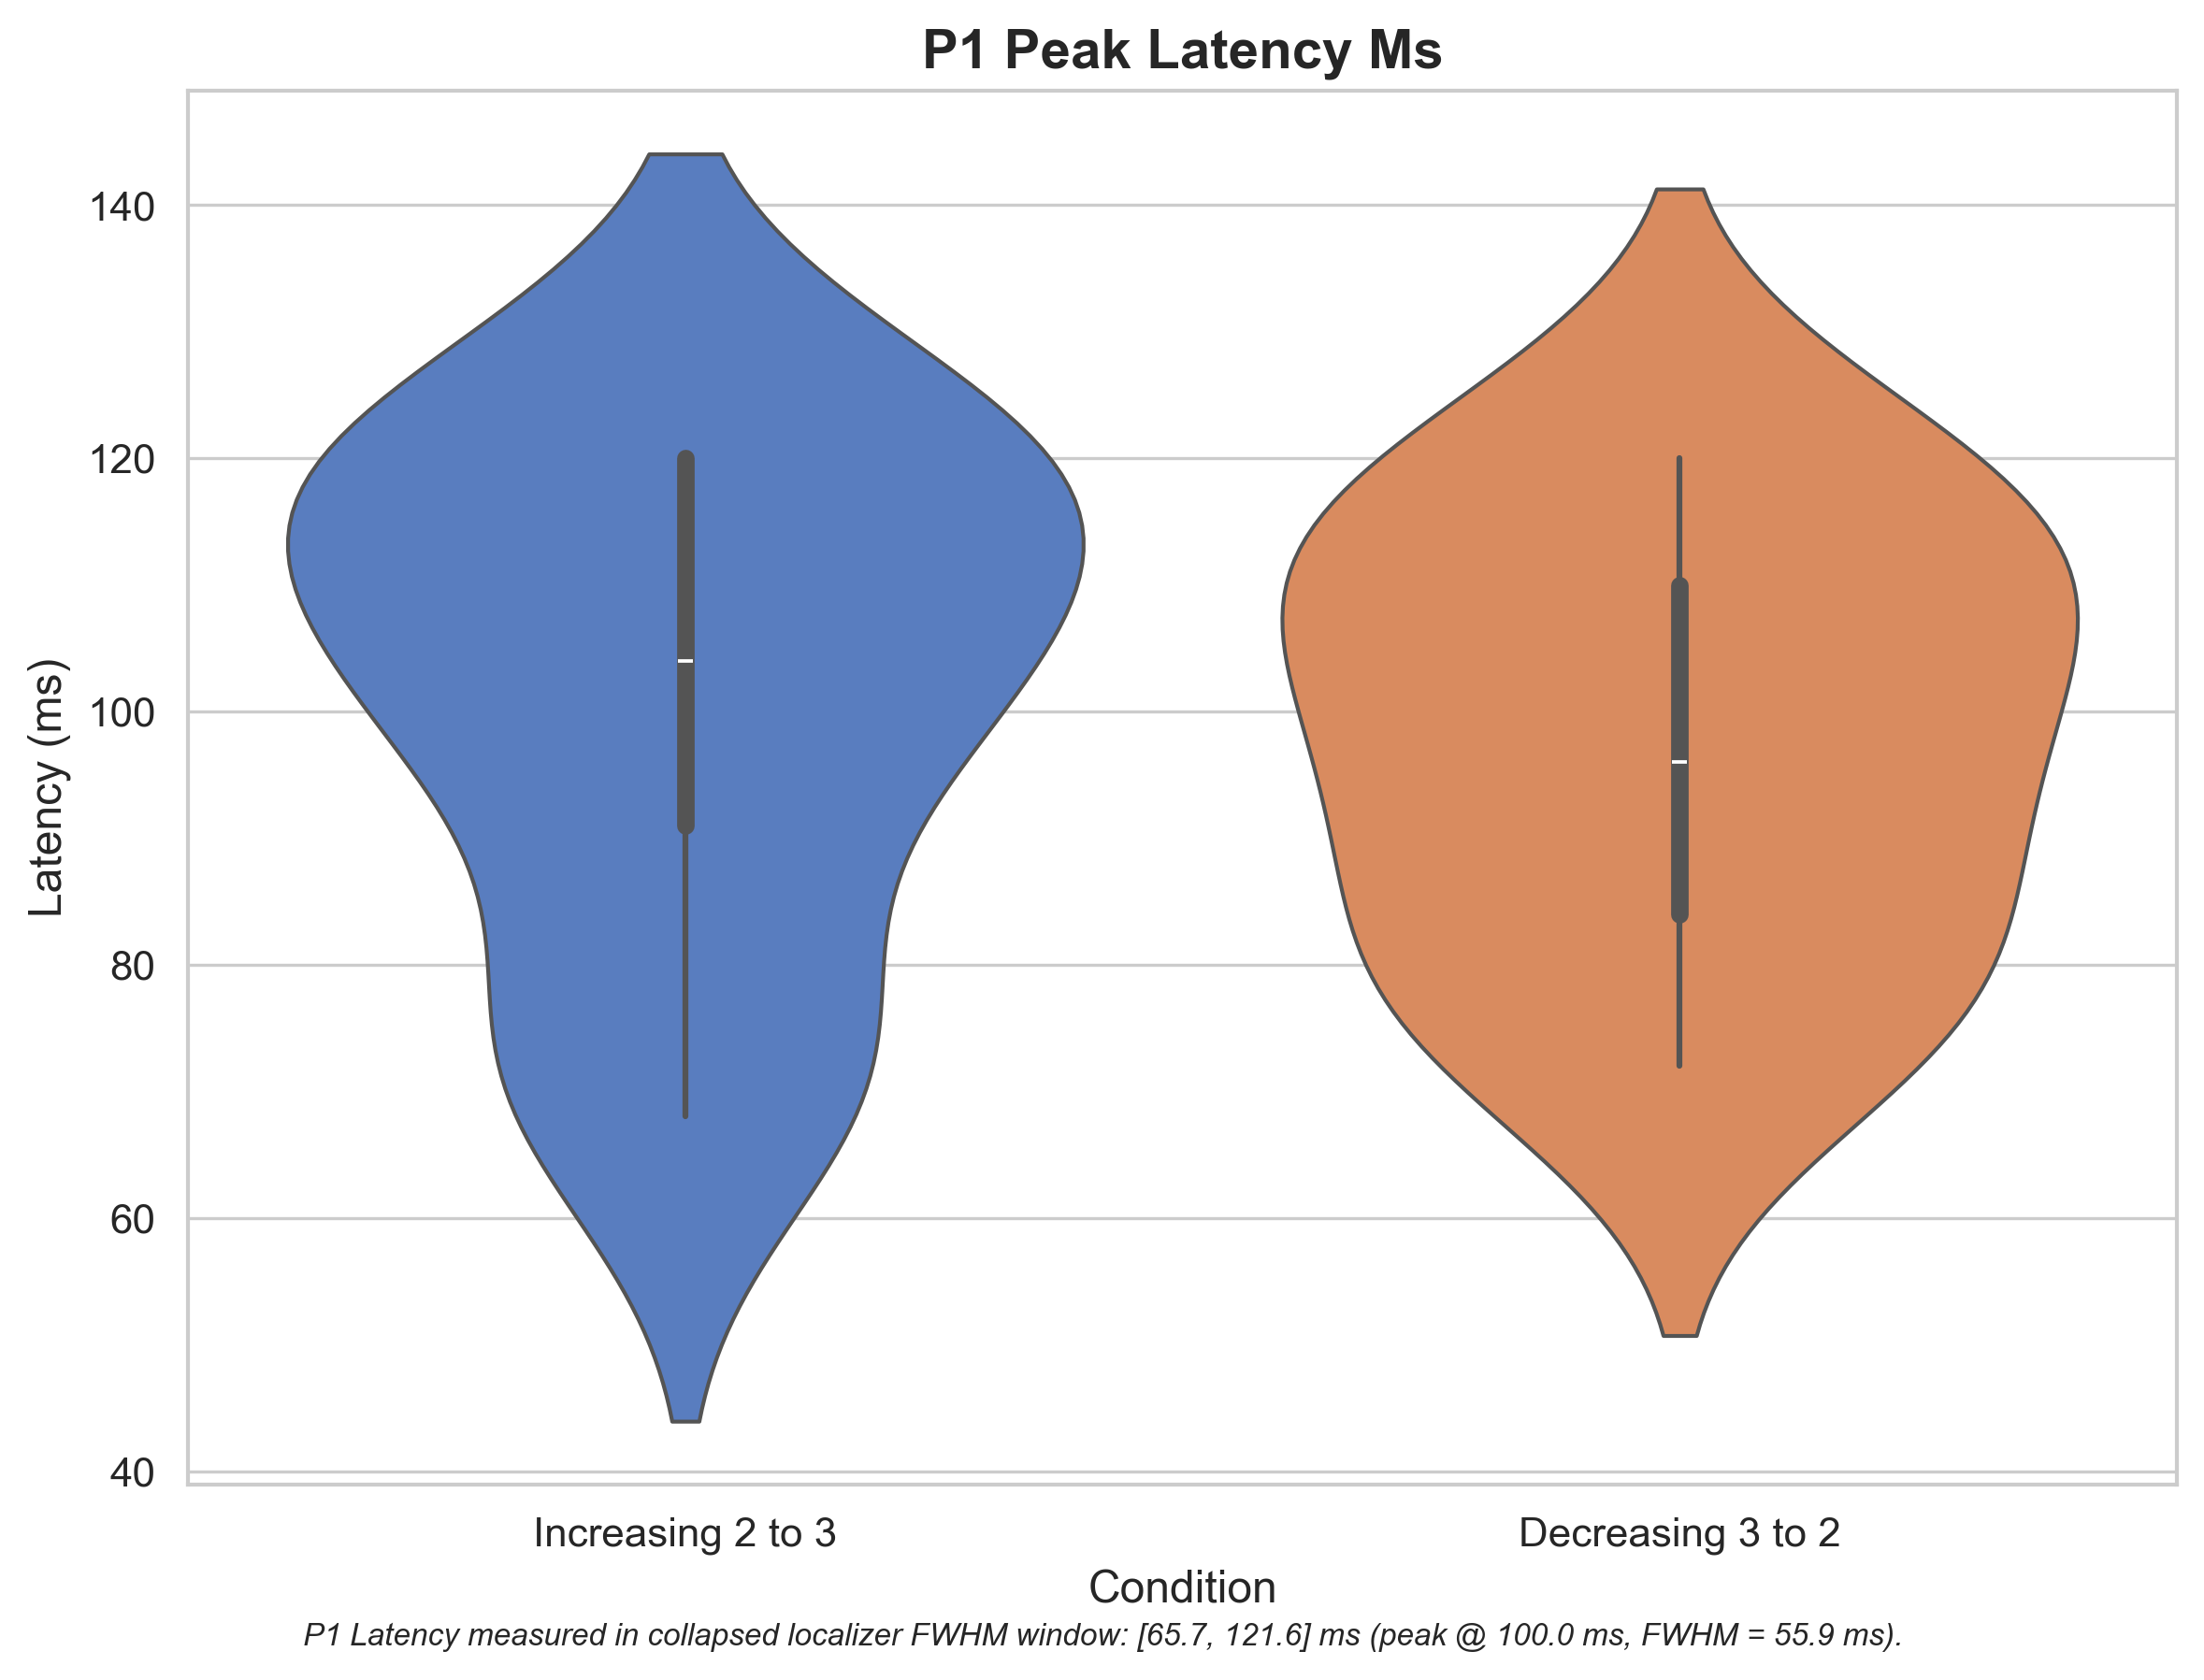 P1 Peak Latency Ms
140
120
100
80
60
40
Latency (ms)
Increasing 2 to 3
Decreasing 3 to 2
Condition
P1 Latency measured in collapsed localizer FWHM window: [65.7, 121.6] ms (peak @ 100.0 ms, FWHM = 55.9 ms).